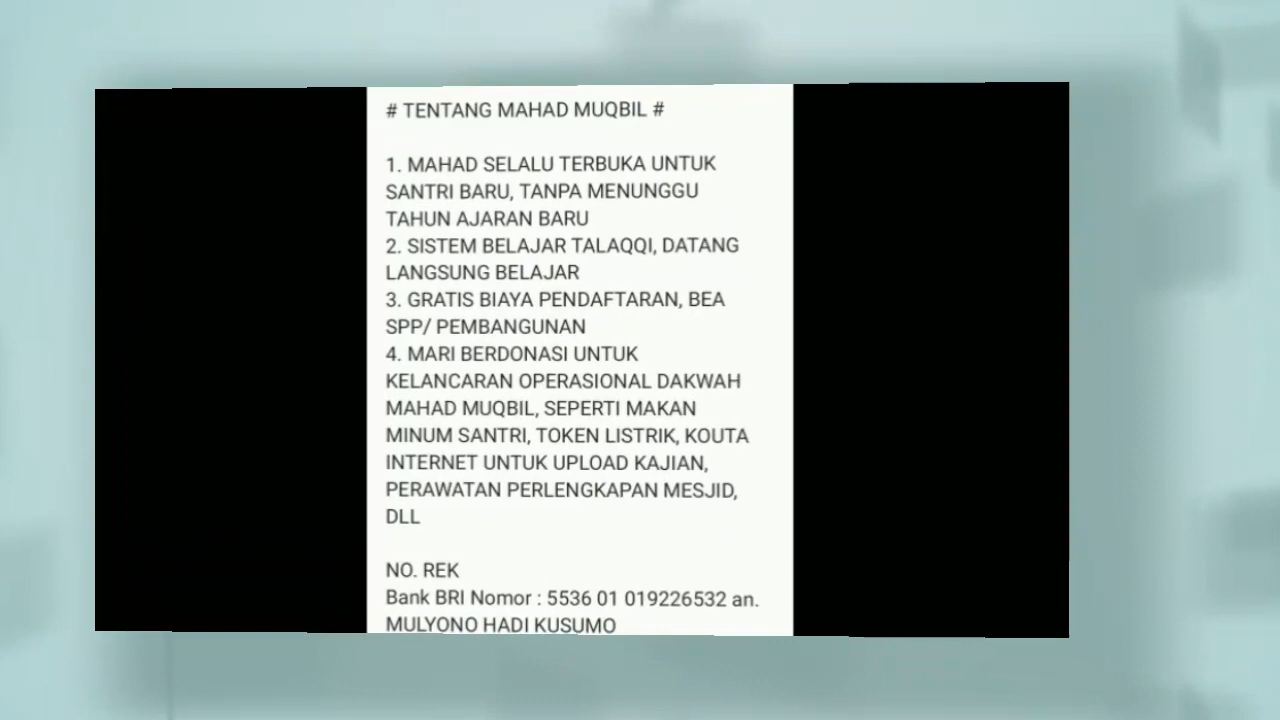 # TENTANG MAHAD MUQBIL #
1. MAHAD SELALU TERBUKA UNTUK
SANTRI BARU, TANPA MENUNGGU
TAHUN AJARAN BARU
2. SISTEM BELAJAR TALAQQI, DATANG
LANGSUNG BELAJAR
3. GRATIS BIAYA PENDAFTARAN, BEA
SPP/ PEMBANGUNAN
4. MARI BERDONASI UNTUK
KELANCARAN OPERASIONAL DAKWAH
MAHAD MUQBIL, SEPERTI MAKAN
MINUM SANTRI, TOKEN LISTRIK, KOUTA
INTERNET UNTUK UPLOAD KAJIAN,
PERAWATAN PERLENGKAPAN MESJID,
DLL
NO. REK
Bank BRI Nomor : 5536 01 019226532 an.
MULYONO HADI KUSUMO